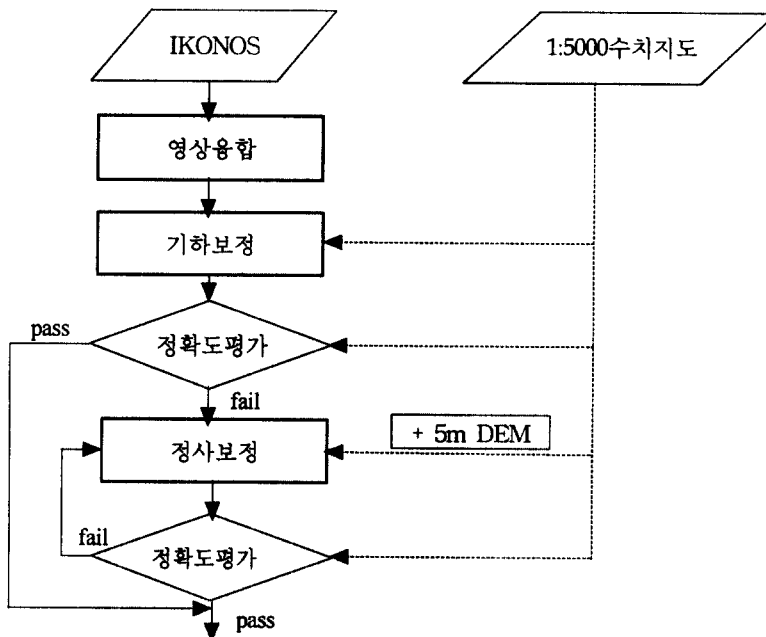 IKONOS
1:5000수치지도
영상융합
기하보정
pass
정확도평가
fail
+ 5m DEM
정사보정
fail
정확도평가
pass